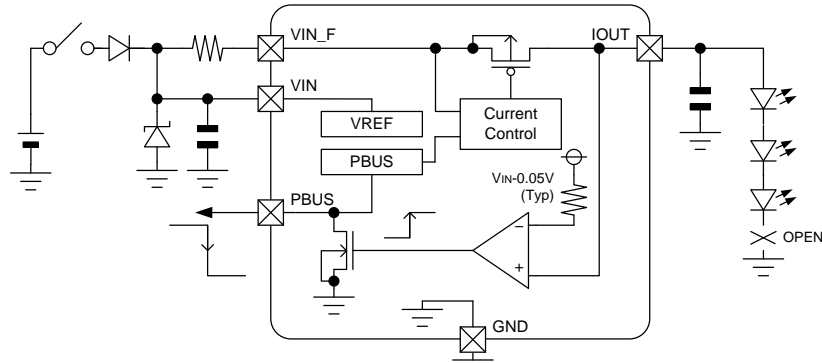 VIN_F
IOUT
VIN
VREF
Current
Control
PBUS
VIN-0.05V
(Typ)
PBUS
−
+
OPEN
GND